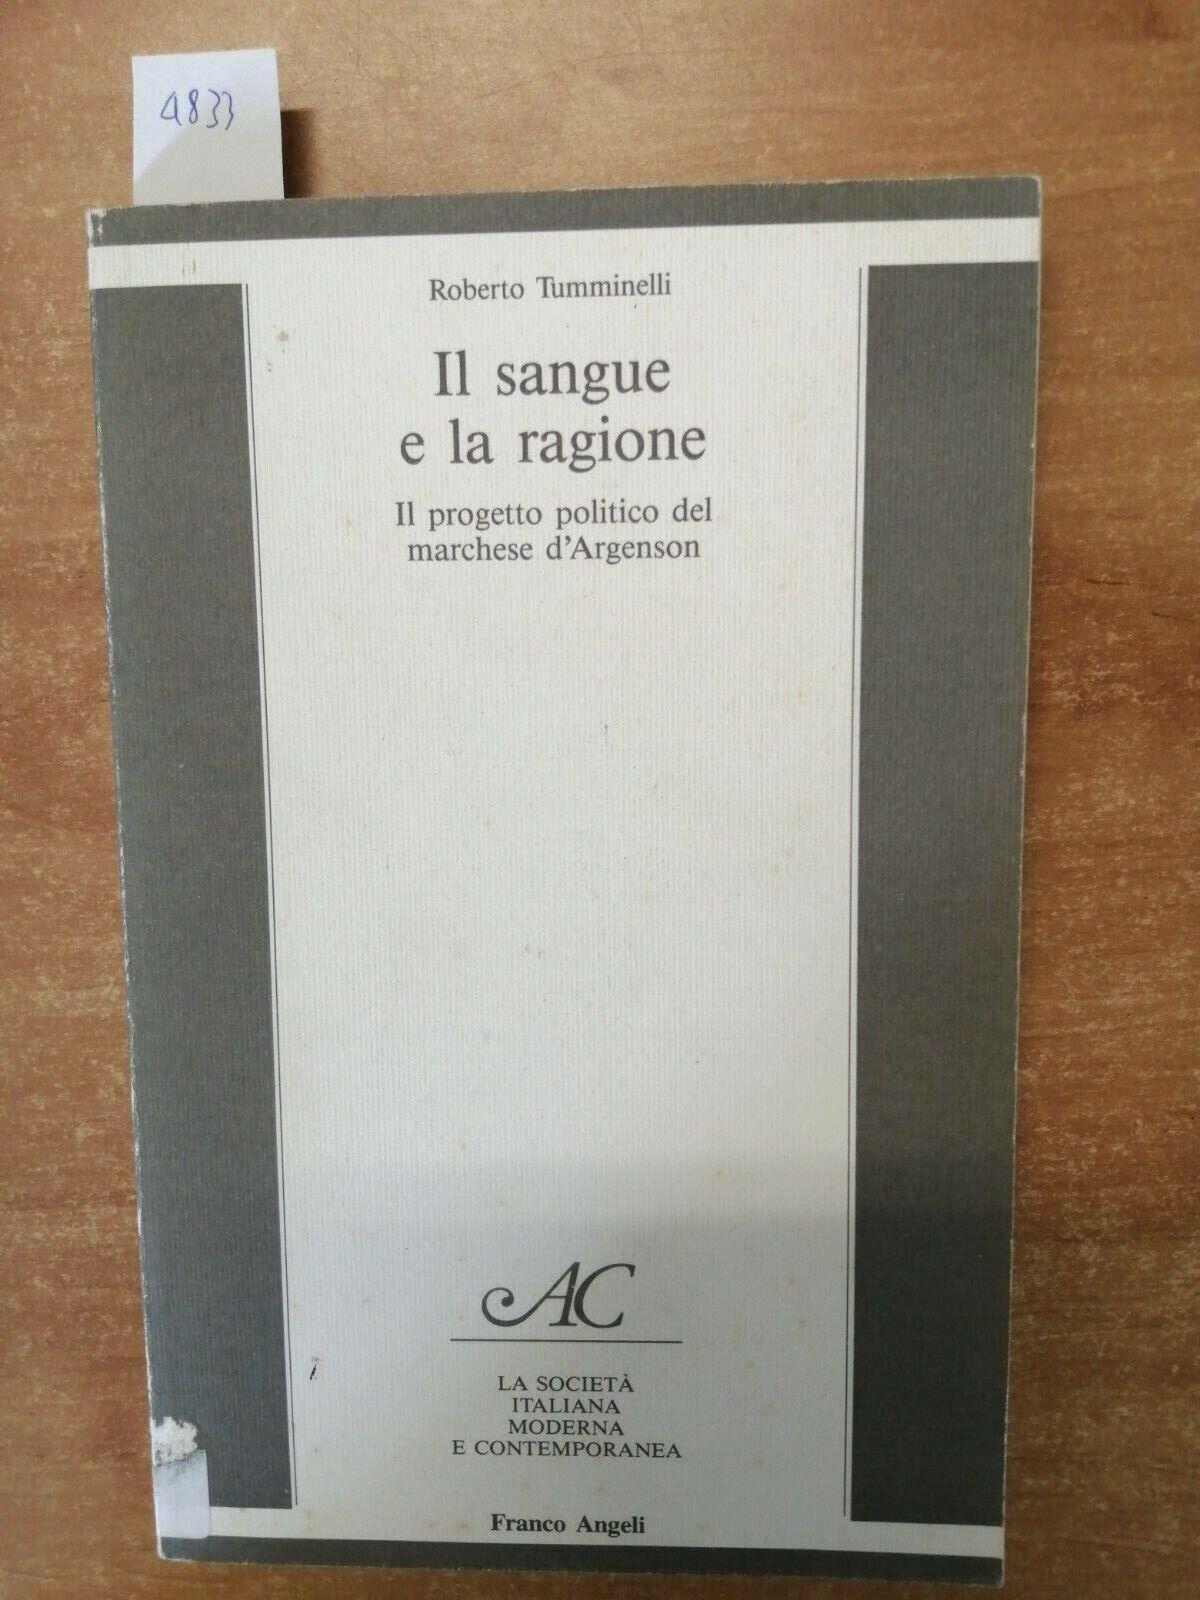 4833
Roberto Tumminelli
Il sangue
e la ragione
Il progetto politico del
marchese d'Argenson
AC
LA SOCIETÀ
ITALIANA
MODERNA
E CONTEMPORANEA
Franco Angeli